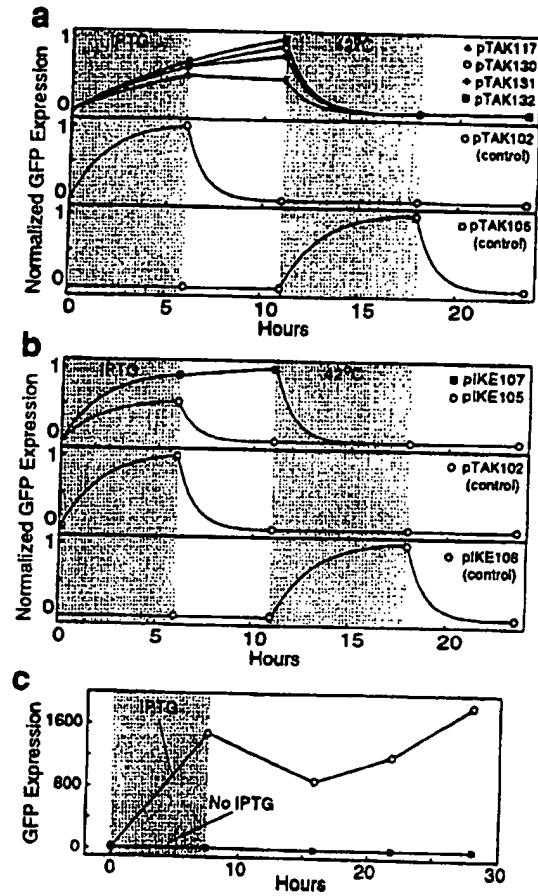 a
IPTG
42°C
pTAK117
pTAK130
pTAK131
pTAK132
pTAK102
(control)
pTAK105
(control)
Normalized GFP Expression
1
0
1
0
1
0
0
5
10
15
20
Hours
b
IPTG
42°C
pIKE107
pIKE105
pTAK102
(control)
pIKE108
(control)
Normalized GFP Expression
1
0
1
0
1
0
0
5
10
15
20
Hours
c
IPTG
No IPTG
GFP Expression
1600
800
0
0
10
20
30
Hours